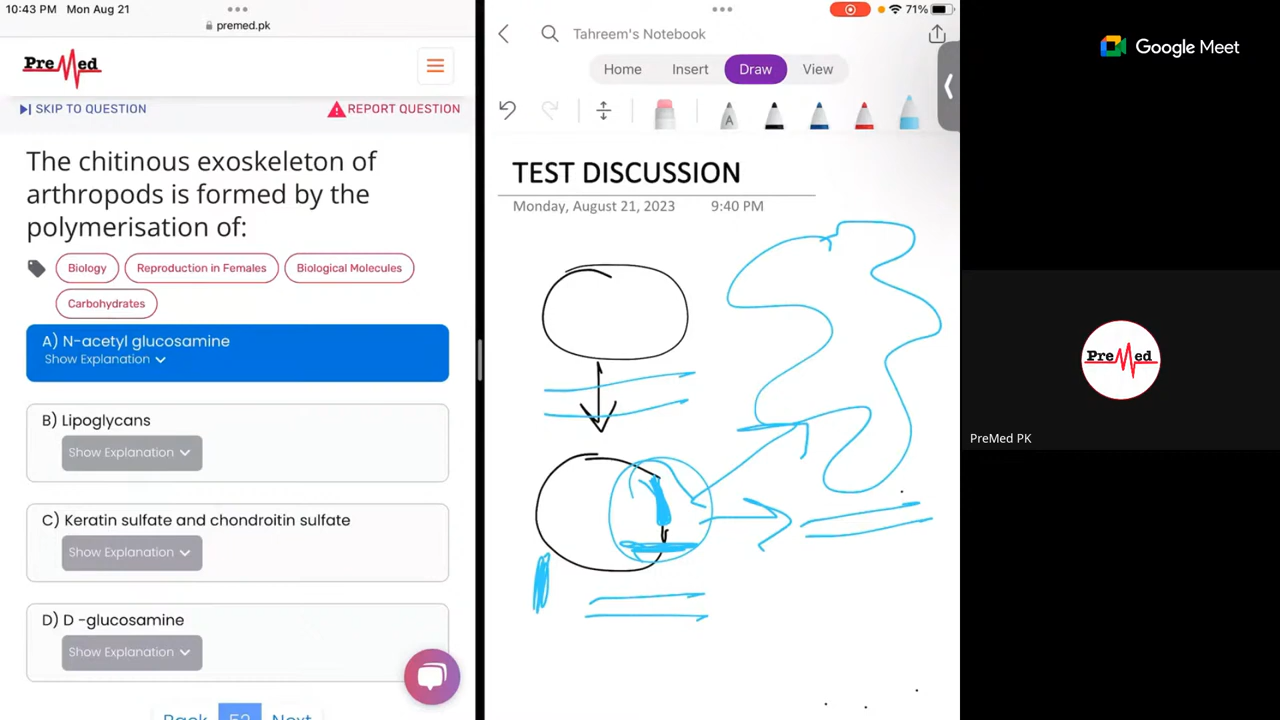 10:43 PM Mon Aug 21
premed.pk
PreMed
SKIP TO QUESTION
REPORT QUESTION
The chitinous exoskeleton of
arthropods is formed by the
polymerisation of:
Biology
Reproduction in Females
Biological Molecules
Carbohydrates
A) N-acetyl glucosamine
Show Explanation
B) Lipoglycans
Show Explanation
C) Keratin sulfate and chondroitin sulfate
Show Explanation
D) D -glucosamine
Show Explanation
Back 52 Next
71%
Tahreem's Notebook
Home
Insert
Draw
View
A
TEST DISCUSSION
Monday, August 21, 2023 9:40 PM
Google Meet
PreMed
PreMed PK